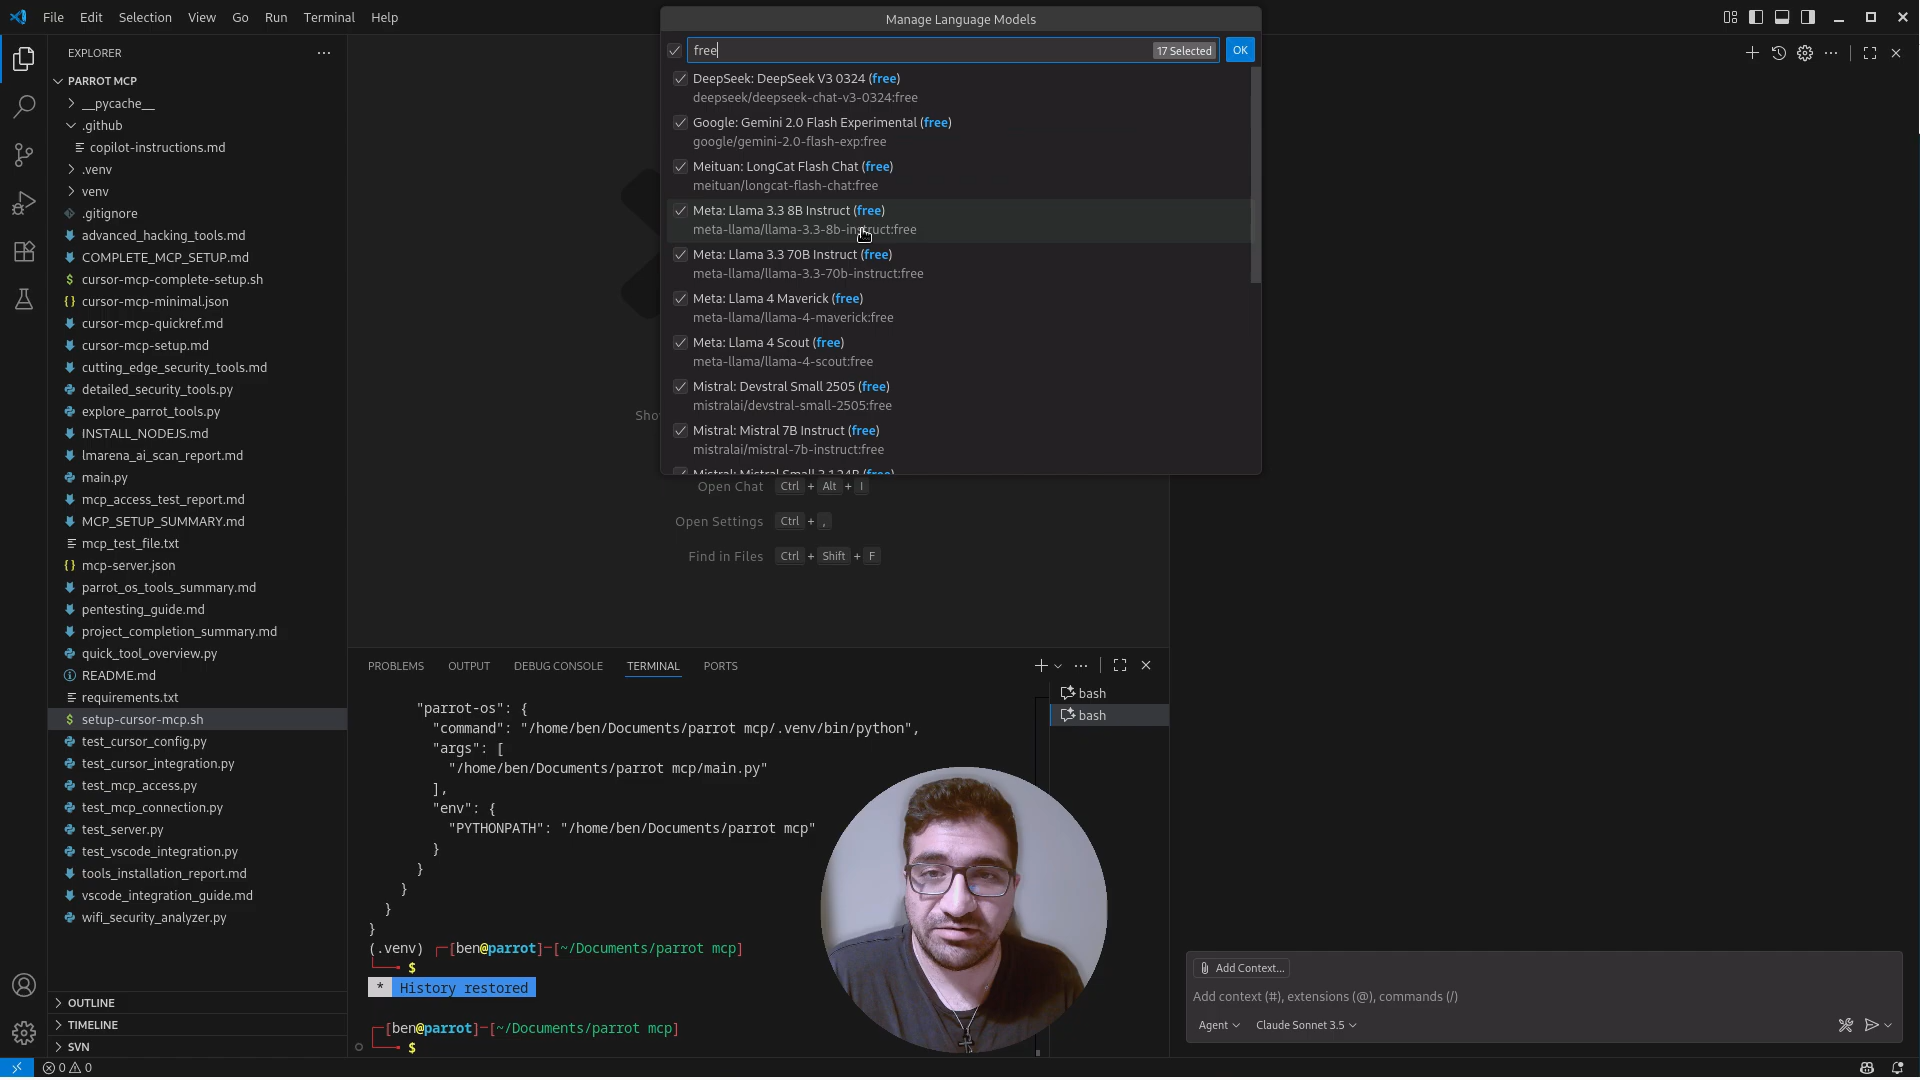 File Edit Selection View Go Run Terminal Help
Manage Language Models
free 17 Selected OK
DeepSeek: DeepSeek V3 0324 (free)
deepseek/deepseek-chat-v3-0324:free
Google: Gemini 2.0 Flash Experimental (free)
google/gemini-2.0-flash-exp:free
Meituan: LongCat Flash Chat (free)
meituan/longcat-flash-chat:free
Meta: Llama 3.3 8B Instruct (free)
meta-llama/llama-3.3-8b-instruct:free
Meta: Llama 3.3 70B Instruct (free)
meta-llama/llama-3.3-70b-instruct:free
Meta: Llama 4 Maverick (free)
meta-llama/llama-4-maverick:free
Meta: Llama 4 Scout (free)
meta-llama/llama-4-scout:free
Mistral: Devstral Small 2505 (free)
mistralai/devstral-small-2505:free
Mistral: Mistral 7B Instruct (free)
mistralai/mistral-7b-instruct:free
Mistral: Mistral Small 3.1 24B (free)
EXPLORER
PARROT MCP
__pycache__
.github
copilot-instructions.md
.venv
venv
.gitignore
advanced_hacking_tools.md
COMPLETE_MCP_SETUP.md
$ cursor-mcp-complete-setup.sh
{} cursor-mcp-minimal.json
cursor-mcp-quickref.md
cursor-mcp-setup.md
cutting_edge_security_tools.md
detailed_security_tools.py
explore_parrot_tools.py
INSTALL_NODEJS.md
lmarena_ai_scan_report.md
main.py
mcp_access_test_report.md
MCP_SETUP_SUMMARY.md
mcp_test_file.txt
{} mcp-server.json
parrot_os_tools_summary.md
pentesting_guide.md
project_completion_summary.md
quick_tool_overview.py
README.md
requirements.txt
$ setup-cursor-mcp.sh
test_cursor_config.py
test_cursor_integration.py
test_mcp_access.py
test_mcp_connection.py
test_server.py
test_vscode_integration.py
tools_installation_report.md
vscode_integration_guide.md
wifi_security_analyzer.py
OUTLINE
TIMELINE
SVN
Sho
Open Chat Ctrl + Alt + I
Open Settings Ctrl + ,
Find in Files Ctrl + Shift + F
PROBLEMS OUTPUT DEBUG CONSOLE TERMINAL PORTS
bash
bash
"parrot-os": {
"command": "/home/ben/Documents/parrot mcp/.venv/bin/python",
"args": [
"/home/ben/Documents/parrot mcp/main.py"
],
"env": {
"PYTHONPATH": "/home/ben/Documents/parrot mcp"
}
}
}
}
}
(.venv) ┌─[ben@parrot]─[~/Documents/parrot mcp]
└──╼ $
* History restored
┌─[ben@parrot]─[~/Documents/parrot mcp]
└──╼ $
Add Context...
Add context (#), extensions (@), commands (/)
Agent Claude Sonnet 3.5
0 0